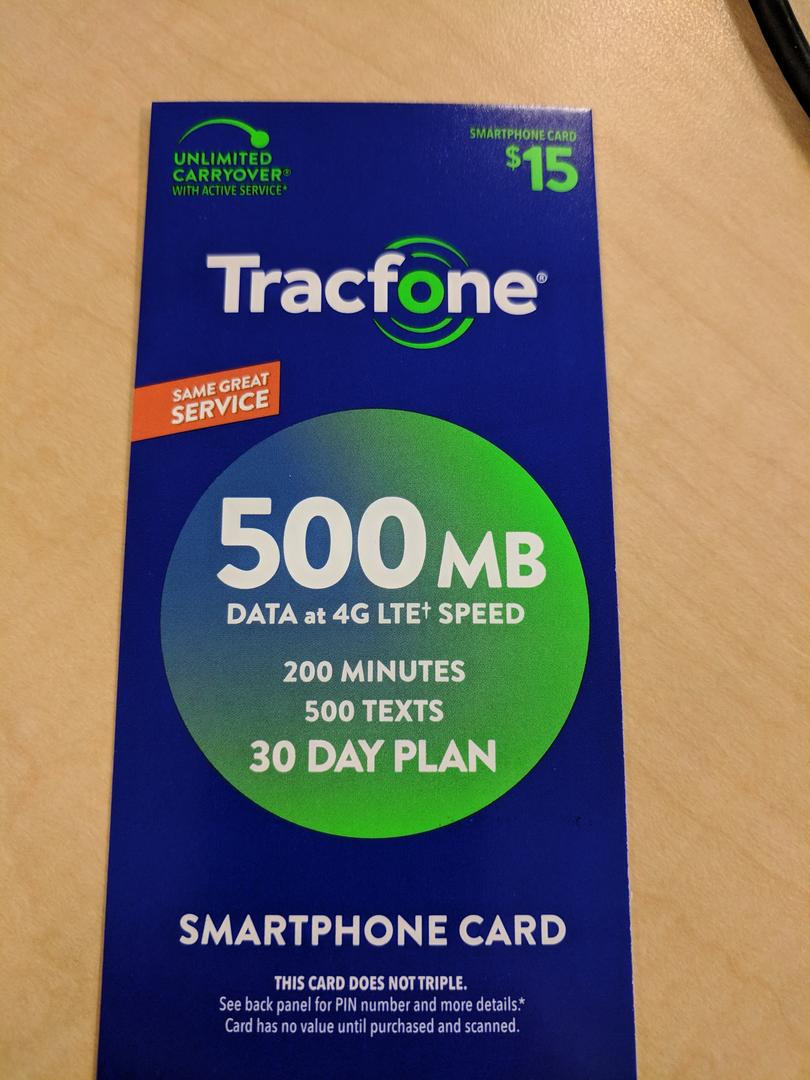 UNLIMITED
CARRYOVER®
WITH ACTIVE SERVICE*
SMARTPHONE CARD
$15
Tracfone®
SAME GREAT
SERVICE
500 MB
DATA at 4G LTE† SPEED
200 MINUTES
500 TEXTS
30 DAY PLAN
SMARTPHONE CARD
THIS CARD DOES NOT TRIPLE.
See back panel for PIN number and more details.*
Card has no value until purchased and scanned.